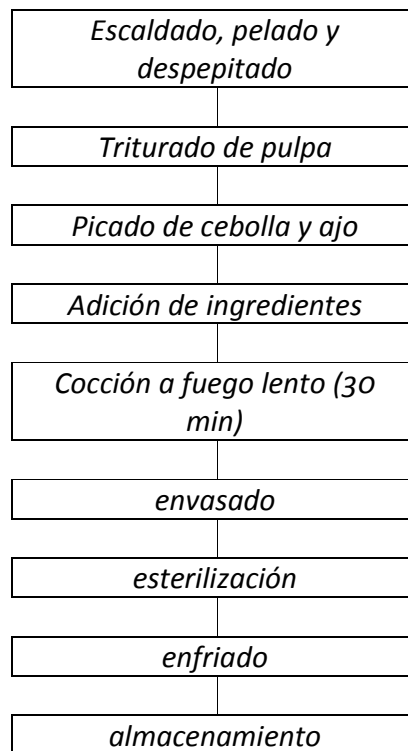 Escaldado, pelado y
despepitado
Triturado de pulpa
Picado de cebolla y ajo
Adición de ingredientes
Cocción a fuego lento (30
min)
envasado
esterilización
enfriado
almacenamiento